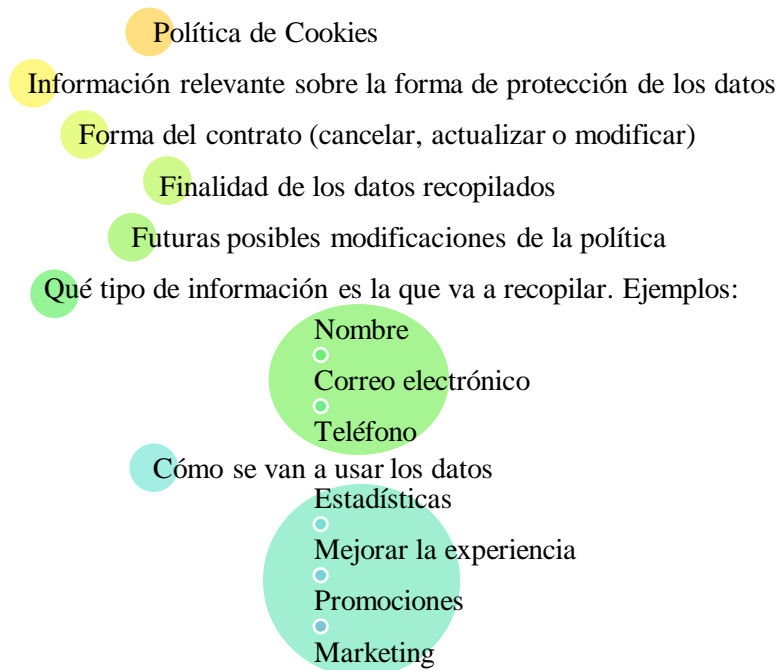 Política de Cookies
Información relevante sobre la forma de protección de los datos
Forma del contrato (cancelar, actualizar o modificar)
Finalidad de los datos recopilados
Futuras posibles modificaciones de la política
Qué tipo de información es la que va a recopilar. Ejemplos:
Nombre
Correo electrónico
Teléfono
Cómo se van a usar los datos
Estadísticas
Mejorar la experiencia
Promociones
Marketing